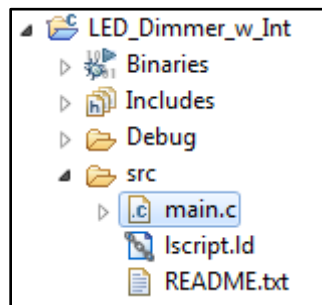 LED_Dimmer_w_Int
Binaries
Includes
Debug
src
main.c
lscript.ld
README.txt